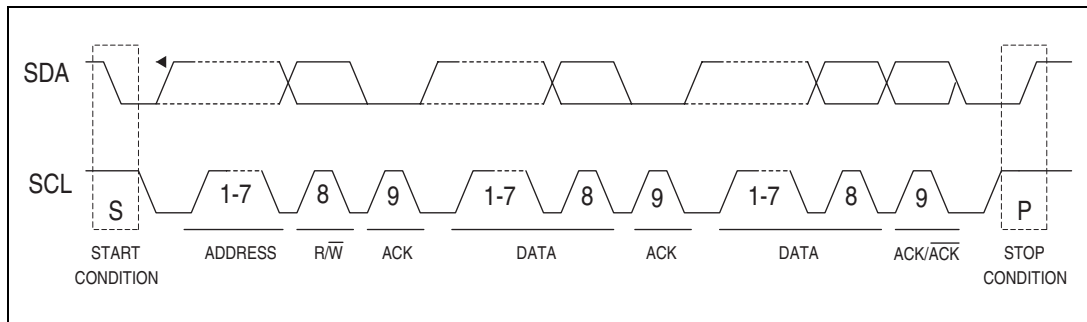 SDA
SCL
S
1-7
8
9
1-7
8
9
1-7
8
9
P
START
CONDITION
ADDRESS
R/W̅
ACK
DATA
ACK
DATA
ACK/A̅C̅K̅
STOP
CONDITION